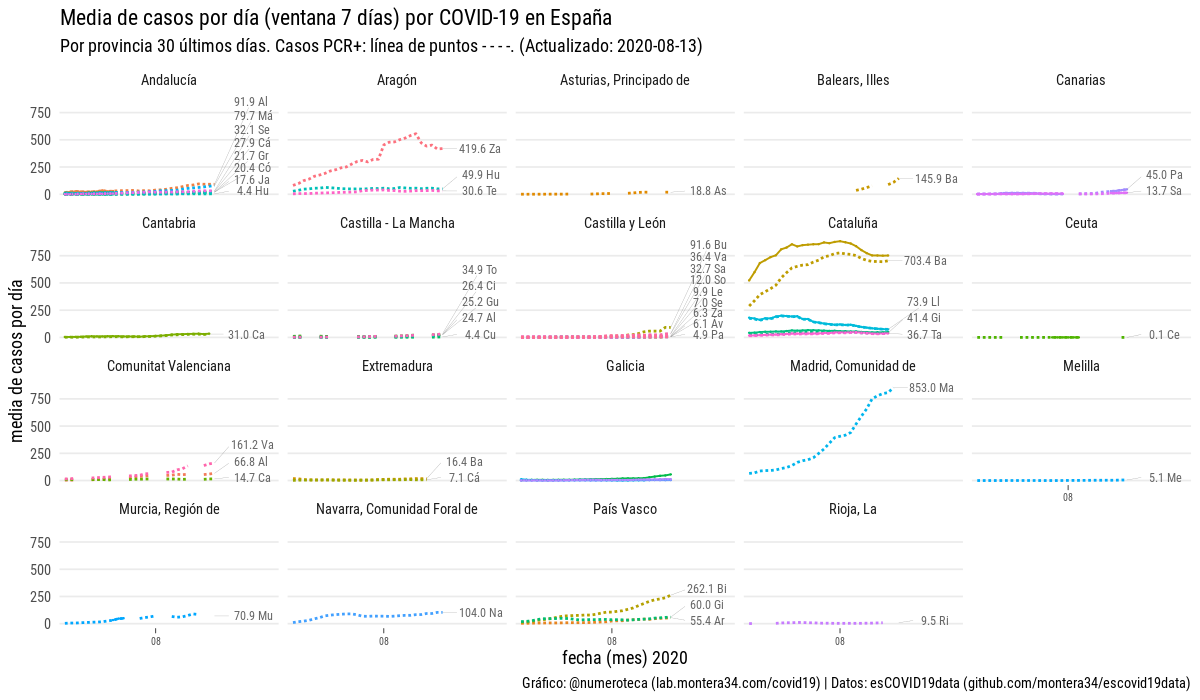 Media de casos por día (ventana 7 días) por COVID-19 en España
Por provincia 30 últimos días. Casos PCR+: línea de puntos - - - -. (Actualizado: 2020-08-13)
Andalucía
Aragón
Asturias, Principado de
Balears, Illes
Canarias
750
500
250
0
91.9 Al
79.7 Má
32.1 Se
27.9 Cá
21.7 Gr
20.4 Có
17.6 Ja
4.4 Hu
419.6 Za
49.9 Hu
30.6 Te
18.8 As
145.9 Ba
45.0 Pa
13.7 Sa
Cantabria
Castilla - La Mancha
Castilla y León
Cataluña
Ceuta
750
500
250
0
31.0 Ca
34.9 To
26.4 Ci
25.2 Gu
24.7 Al
4.4 Cu
91.6 Bu
36.4 Va
32.7 Sa
12.0 So
9.9 Le
7.0 Se
6.3 Za
6.1 Av
4.9 Pa
703.4 Ba
73.9 Ll
41.4 Gi
36.7 Ta
0.1 Ce
Comunitat Valenciana
Extremadura
Galicia
Madrid, Comunidad de
Melilla
750
500
250
0
161.2 Va
66.8 Al
14.7 Ca
16.4 Ba
7.1 Cá
853.0 Ma
5.1 Me
08
Murcia, Región de
Navarra, Comunidad Foral de
País Vasco
Rioja, La
750
500
250
0
70.9 Mu
104.0 Na
262.1 Bi
60.0 Gi
55.4 Ar
9.5 Ri
08
08
08
08
media de casos por día
fecha (mes) 2020
Gráfico: @numeroteca (lab.montera34.com/covid19) | Datos: esCOVID19data (github.com/montera34/escovid19data)